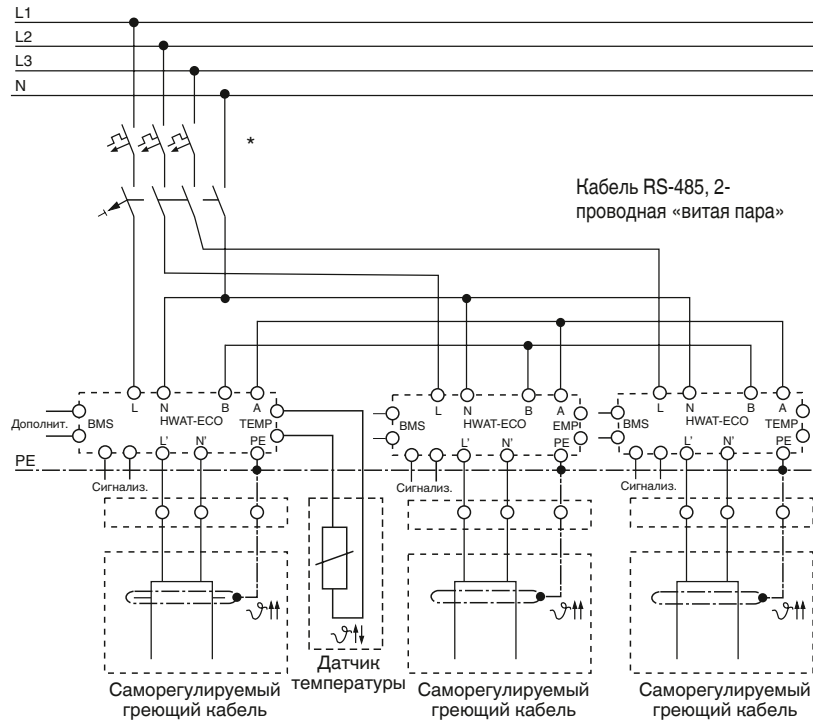 L1
L2
L3
N
*
Кабель RS-485, 2-
проводная «витая пара»
L N B A
HWAT-ECO
BMS
TEMP
Дополнит.
L' N' PE
Сигнализ.
L N B A
HWAT-ECO
BMS
EMP
L' N' PE
Сигнализ.
L N B A
HWAT-ECO
BMS
TEMP
L' N' PE
Сигнализ.
PE
ϑ
ϑ
ϑ
ϑ
Датчик
температуры
Саморегулируемый
греющий кабель
Саморегулируемый
греющий кабель
Саморегулируемый
греющий кабель